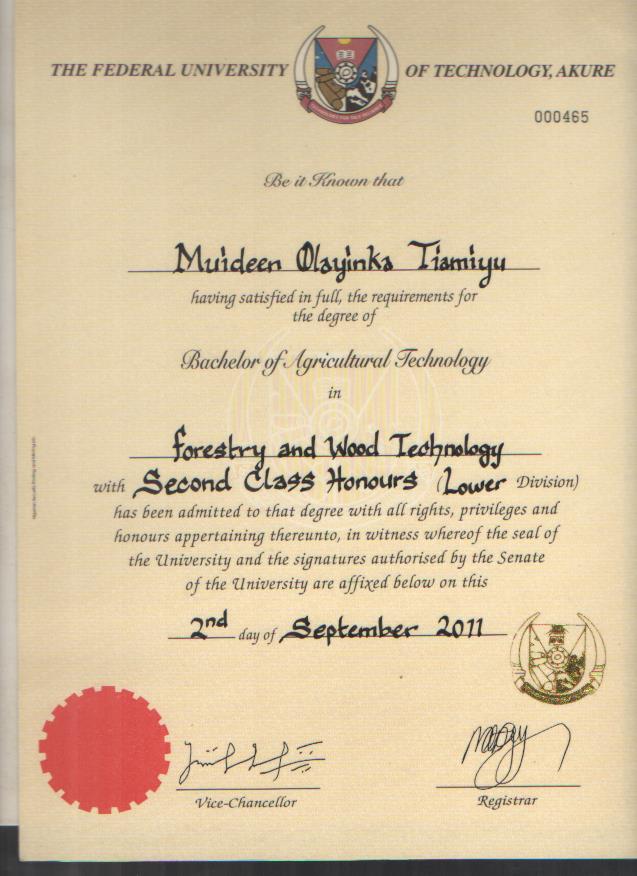 THE FEDERAL UNIVERSITY OF TECHNOLOGY, AKURE
000465
Be it Known that
Muideen Olayinka Tiamiyu
having satisfied in full, the requirements for
the degree of
Bachelor of Agricultural Technology
in
Forestry and Wood Technology
with Second Class Honours (Lower Division)
has been admitted to that degree with all rights, privileges and
honours appertaining thereunto, in witness whereof the seal of
the University and the signatures authorised by the Senate
of the University are affixed below on this
2nd day of September 2011
Vice-Chancellor
Registrar